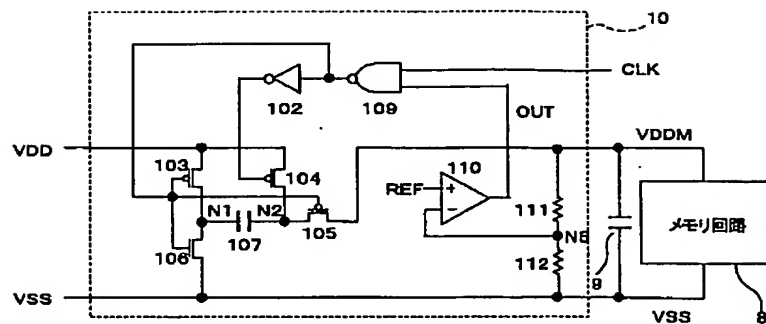 10
CLK
102
109
OUT
VDD
VDDM
103
104
110
REF
+
−
111
N1
N2
105
107
N8
106
112
9
メモリ回路
VSS
VSS
8